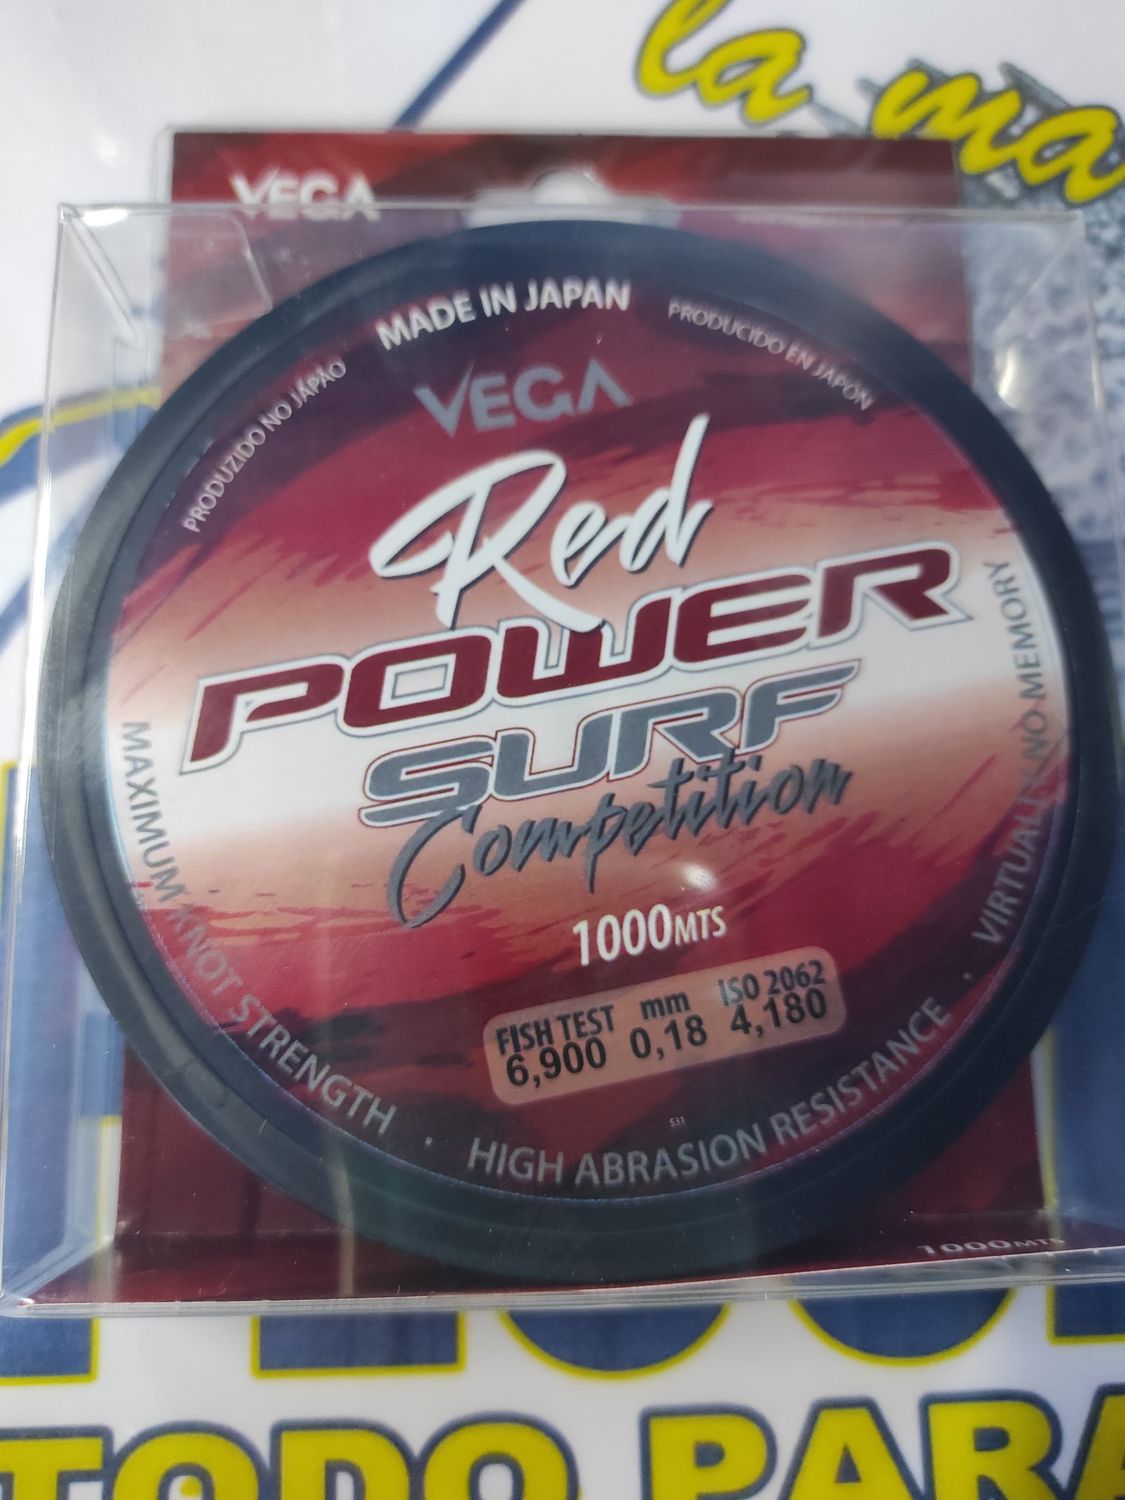 la ma
VEGA
MADE IN JAPAN
PRODUZIDO NO JAPÃO
PRODUCIDO EN JAPÓN
VEGA
Red
POWER
SURF
Competition
1000MTS
FISH TEST mm ISO 2062
6,900 0,18 4,180
531
MAXIMUM KNOT STRENGTH · HIGH ABRASION RESISTANCE · VIRTUALLY NO MEMORY
1000MTS
TODO PARA